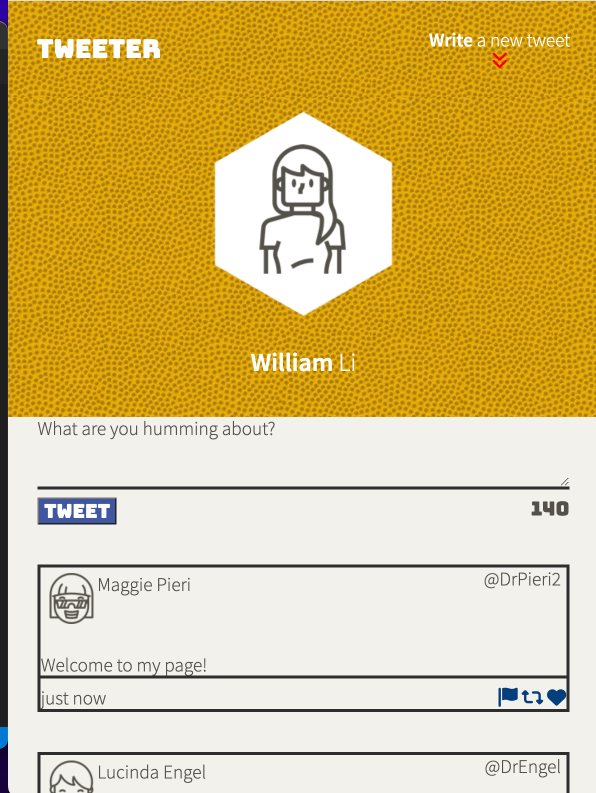 TWEETER
Write a new tweet
William Li
What are you humming about?
TWEET
140
Maggie Pieri
@DrPieri2
Welcome to my page!
just now
Lucinda Engel
@DrEngel